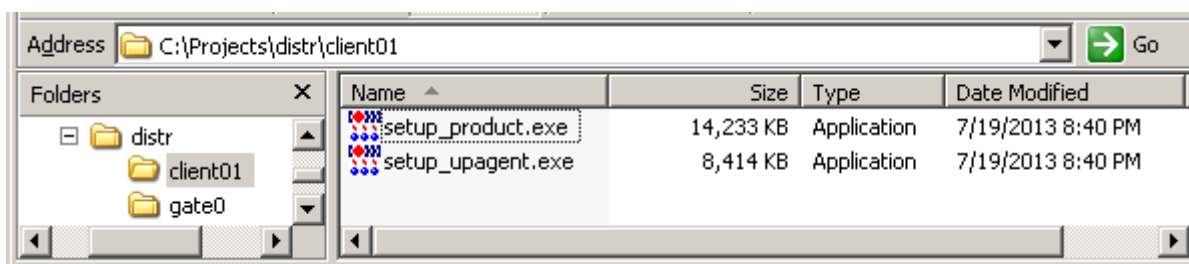 Address C:\Projects\distr\client01 Go
Folders Name Size Type Date Modified
distr setup_product.exe 14,233 KB Application 7/19/2013 8:40 PM
client01 setup_upagent.exe 8,414 KB Application 7/19/2013 8:40 PM
gate0